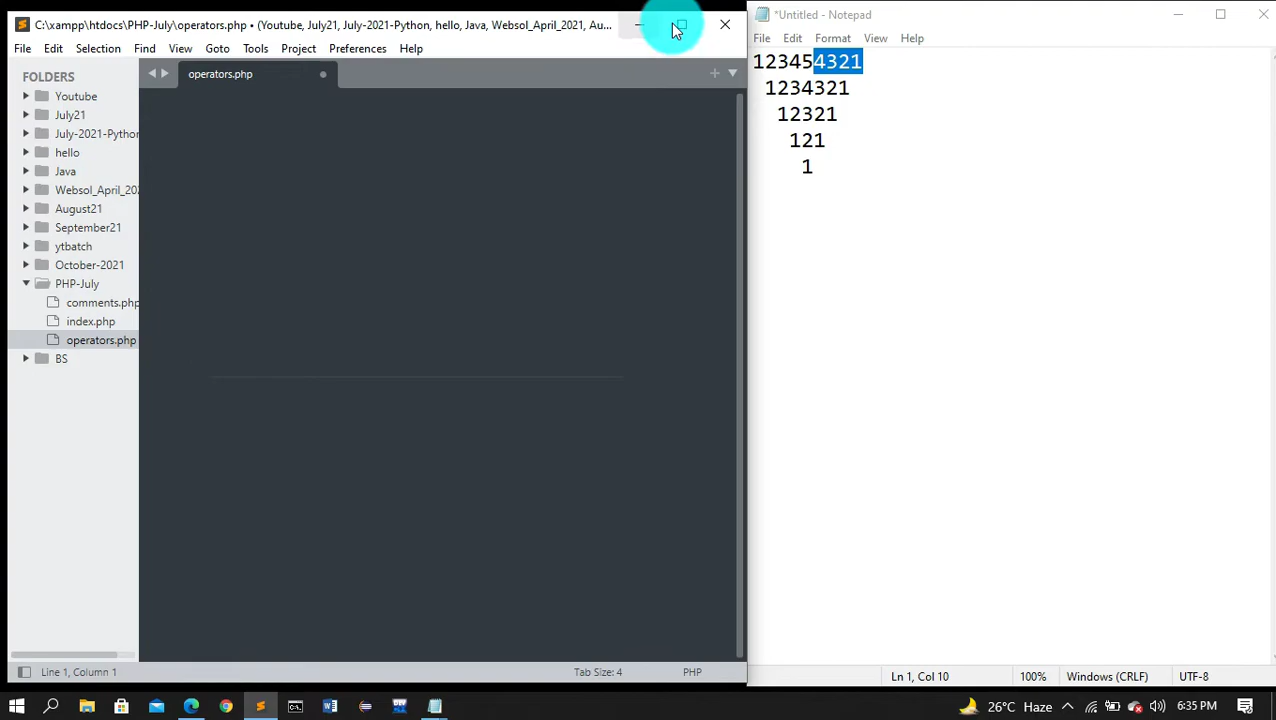 C:\xampp\htdocs\PHP-July\operators.php • (Youtube, July21, July-2021-Python, hello, Java, Websol_April_2021, Au...
File Edit Selection Find View Goto Tools Project Preferences Help
FOLDERS
Youtube
July21
July-2021-Python
hello
Java
Websol_April_202
August21
September21
ytbatch
October-2021
PHP-July
comments.php
index.php
operators.php
BS
operators.php
Line 1, Column 1
Tab Size: 4
PHP
*Untitled - Notepad
File Edit Format View Help
123454321
1234321
12321
121
1
Ln 1, Col 10
100%
Windows (CRLF)
UTF-8
26°C Haze
6:35 PM